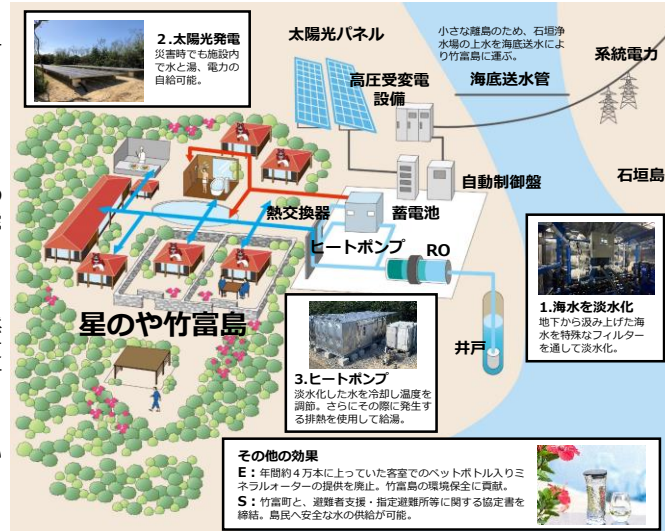 2.太陽光発電
災害時でも施設内
で水と湯、電力の
自給可能。
太陽光パネル
高圧受変電
設備
小さな離島のため、石垣浄
水場の上水を海底送水によ
り竹富島に運ぶ。
海底送水管
系統電力
石垣島
自動制御盤
蓄電池
熱交換器
ヒートポンプ
RO
井戸
星のや竹富島
1.海水を淡水化
地下から汲み上げた海
水を特殊なフィルター
を通して淡水化。
3.ヒートポンプ
淡水化した水を冷却し温度を
調節。さらにその際に発生す
る排熱を使用して給湯。
その他の効果
E：年間約４万本に上っていた客室でのペットボトル入りミ
ネラルオーターの提供を廃止。竹富島の環境保全に貢献。
S：竹富町と、避難者支援・指定避難所等に関する協定書を
締結。島民へ安全な水の供給が可能。